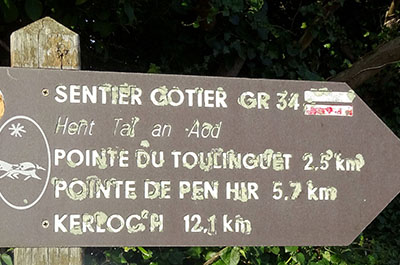 SENTIER COTIER GR 34
Hent Tal an Aod
POINTE DU TOULINGUET 2.5 km
POINTE DE PEN HIR 5.7 km
KERLOC'H 12,1 km